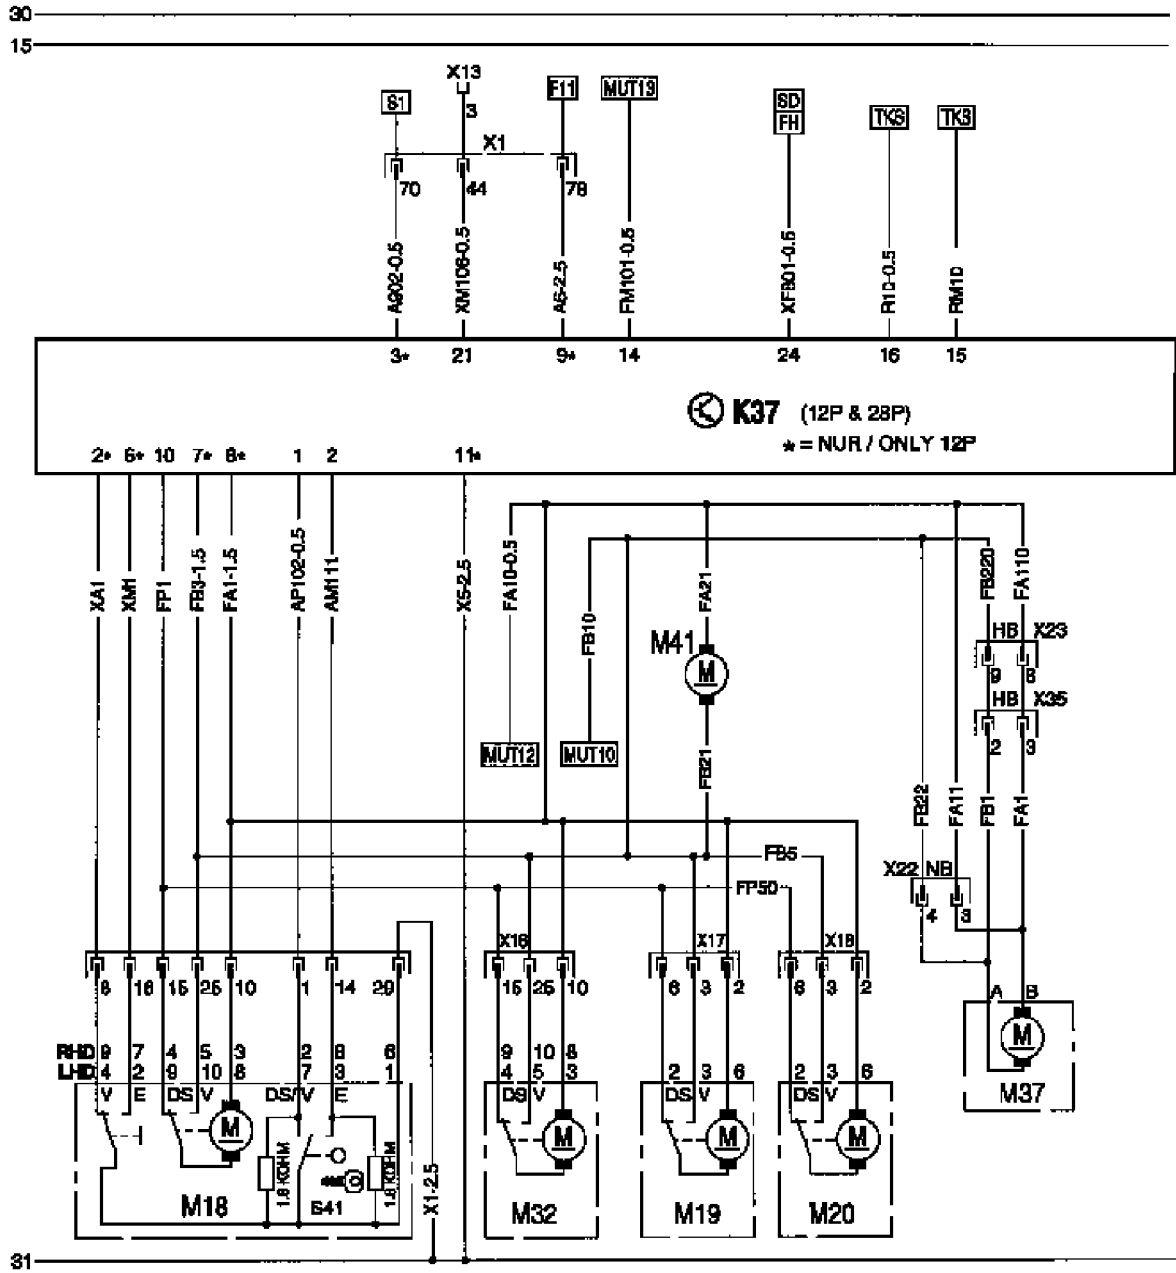 30
15
X13
S1
3
F11
MUT13
SD
FH
TKS
TKS
X1
70
44
78
A902-0.5
XM106-0.5
A6-2.5
FM101-0.5
XFB01-0.5
R10-0.5
RM10
3*
21
9*
14
24
16
15
K37 (12P & 28P)
* = NUR / ONLY 12P
2*
6*
10
7*
8*
1
2
11*
XA1
XM1
FP1
FB3-1.5
FA1-1.5
AP102-0.5
AM111
X5-2.5
FA10-0.5
FB10
FA21
FB220
FA110
M41
M
HB
X23
9
8
HB
X35
2
3
MUT12
MUT10
FB21
FB22
FA11
FB1
FA1
FB5
X22
NB
4
3
FP50
X16
X17
X18
8
16
15
25
10
1
14
29
15
25
10
6
3
2
6
3
2
A
B
M
M37
RHD
9
7
4
5
3
2
8
6
9
10
8
LHD
4
2
9
10
8
7
3
1
4
5
3
2
3
6
2
3
6
V
E
DS
V
DS/V
E
DS
V
DS
V
DS
V
M
M
M
M
1.8 KOHM
1.8 KOHM
X1-2.5
M18
S41
M32
M19
M20
31